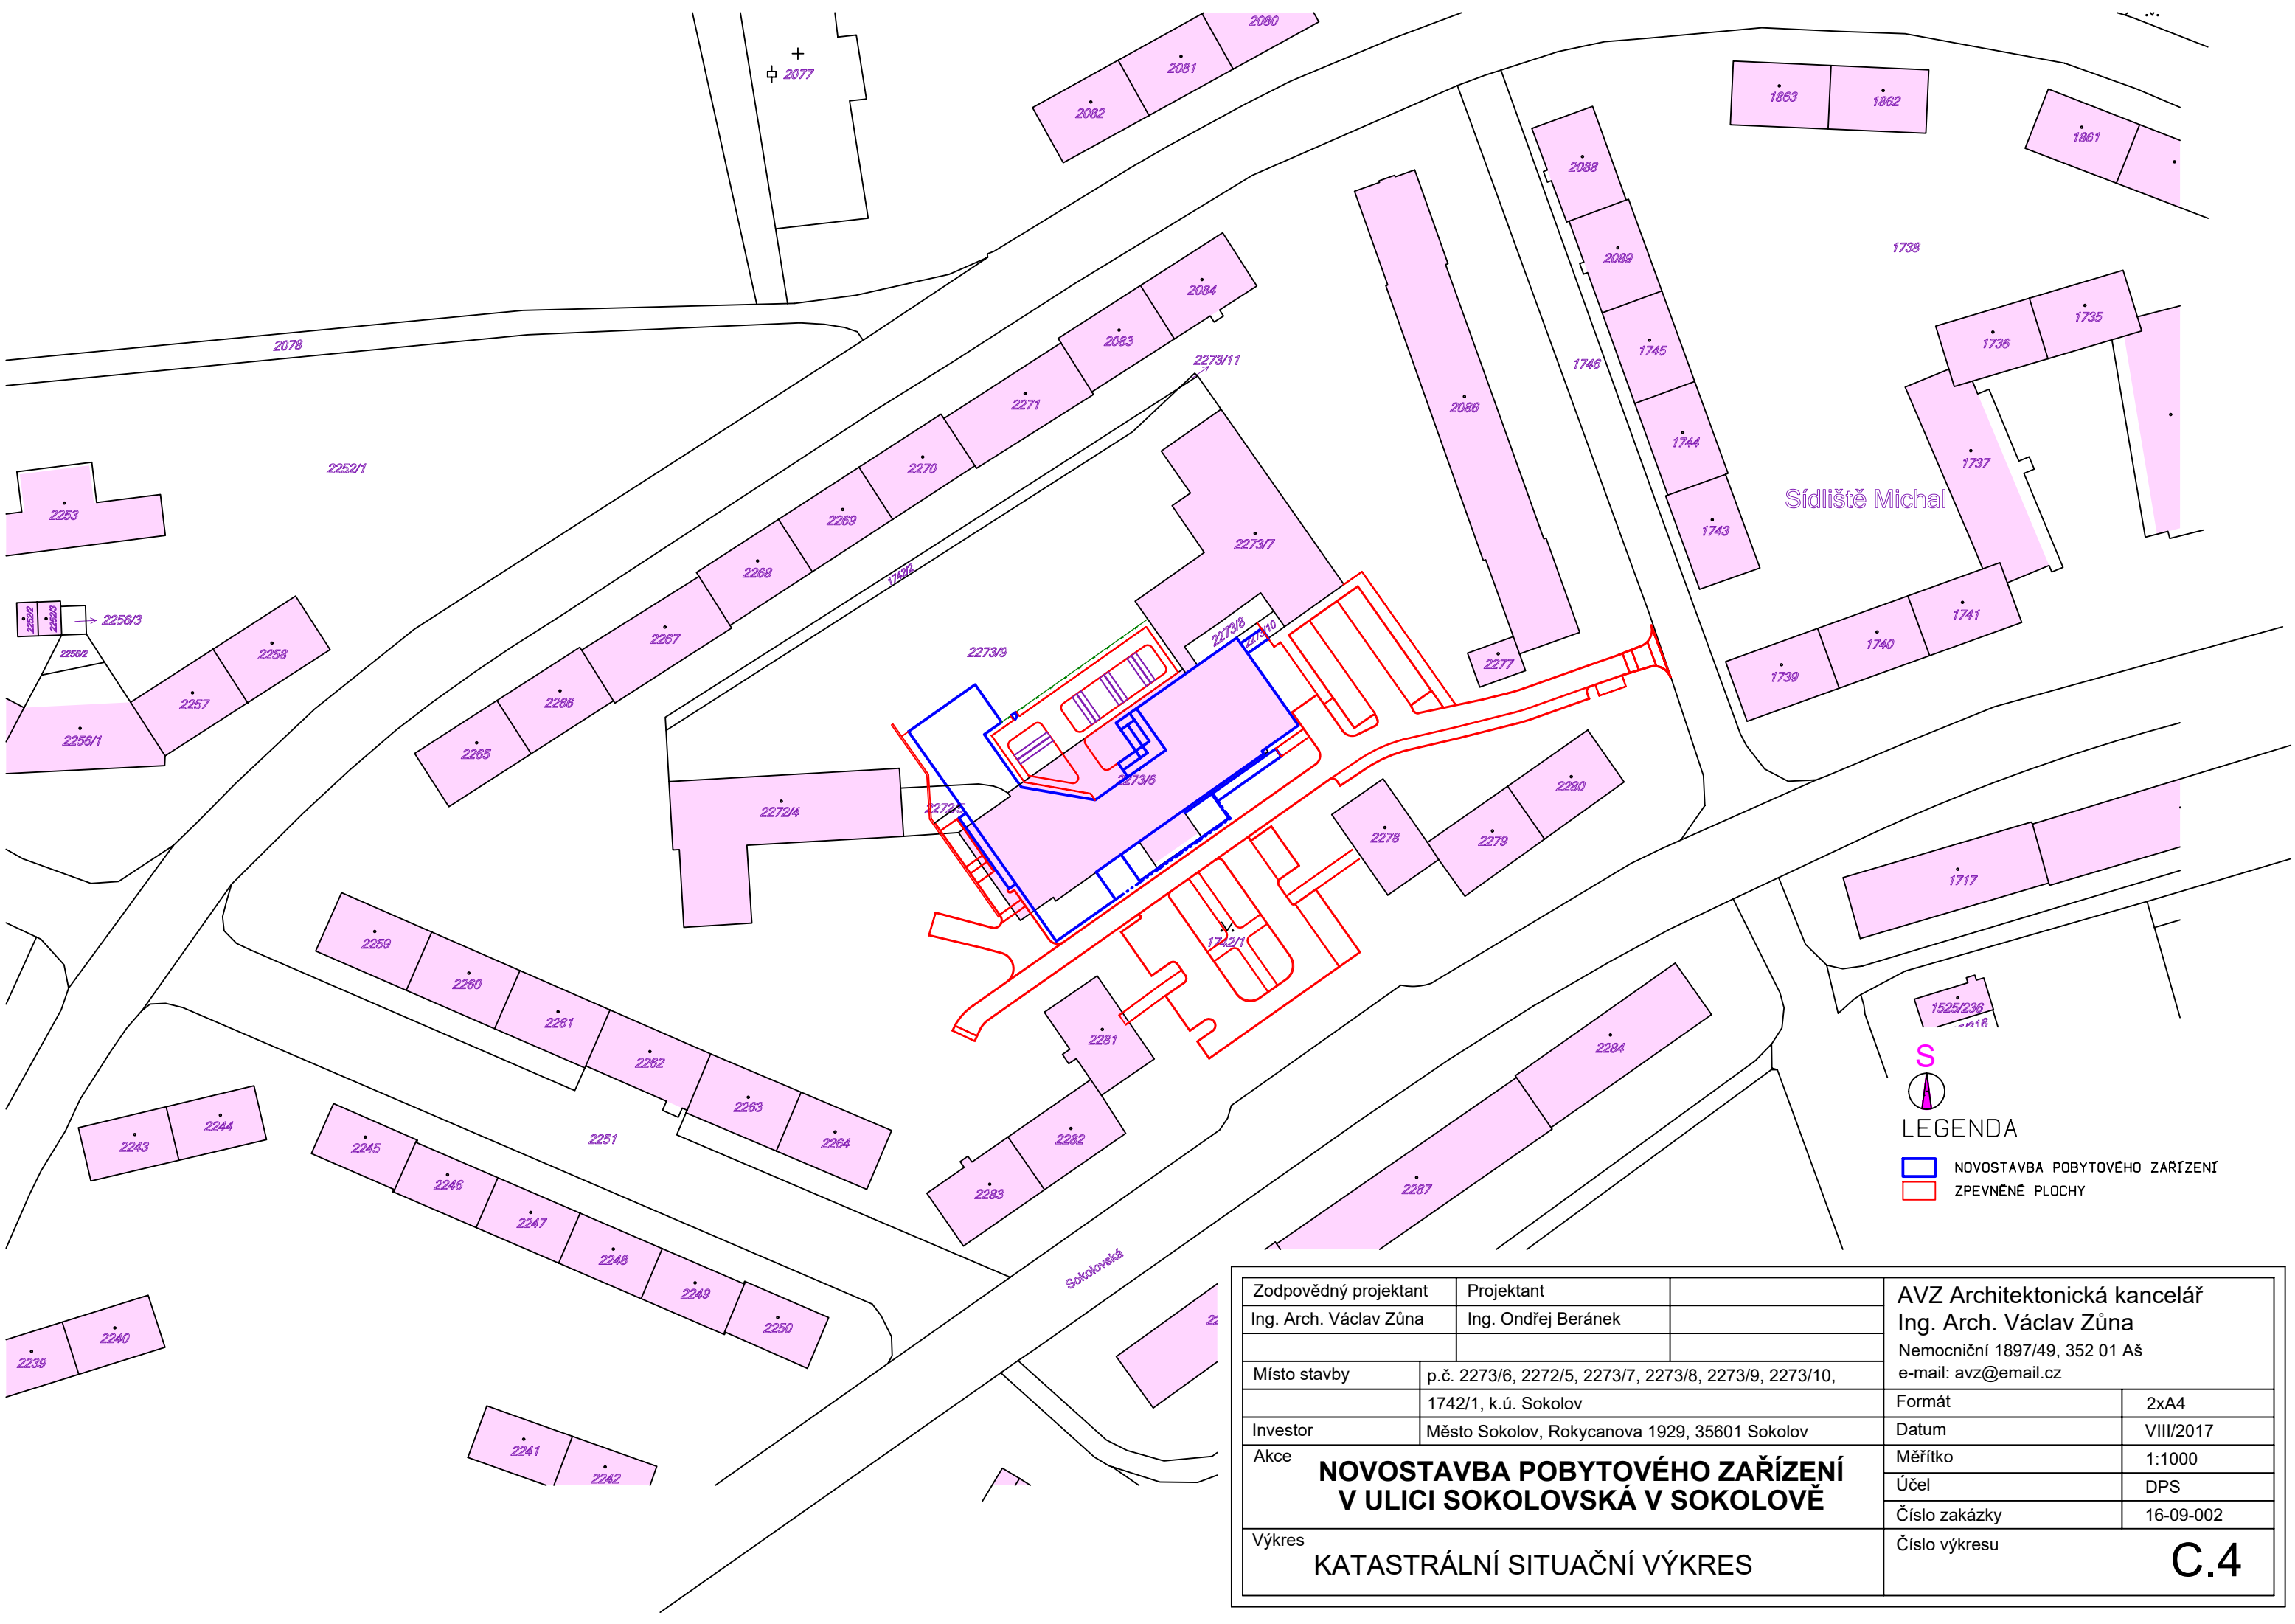 2080
2081
2082
2077
1863
1862
1861
2088
2089
1738
2084
2083
2078
2273/11
1735
1736
1745
1746
2271
2086
2270
1744
1737
2252/1
Sídliště Michal
2269
2253
1743
2273/7
2268
1742/2
2252/2
2252/3
2256/3
2267
2273/8
2273/10
1741
2258
2256/2
2273/9
1740
2277
2266
1739
2257
2256/1
2265
2273/6
2280
2272/4
2272/5
2278
2279
1717
2259
1742/1
2260
2261
1525/236
2281
2262
2284
S
2263
LEGENDA
2244
2243
2245
2251
2264
2282
NOVOSTAVBA POBYTOVÉHO ZAŘÍZENÍ
ZPEVNĚNÉ PLOCHY
2246
2283
2287
2247
2248
Sokolovská
2249
2250
2240
2239
2241
2242
Zodpovědný projektant
Projektant
Ing. Arch. Václav Zůna
Ing. Ondřej Beránek
AVZ Architektonická kancelář
Ing. Arch. Václav Zůna
Nemocniční 1897/49, 352 01 Aš
e-mail: avz@email.cz
Místo stavby
p.č. 2273/6, 2272/5, 2273/7, 2273/8, 2273/9, 2273/10,
1742/1, k.ú. Sokolov
Investor
Město Sokolov, Rokycanova 1929, 35601 Sokolov
Formát 2xA4
Datum VIII/2017
Měřítko 1:1000
Účel DPS
Číslo zakázky 16-09-002
Akce
NOVOSTAVBA POBYTOVÉHO ZAŘÍZENÍ
V ULICI SOKOLOVSKÁ V SOKOLOVĚ
Výkres
KATASTRÁLNÍ SITUAČNÍ VÝKRES
Číslo výkresu
C.4